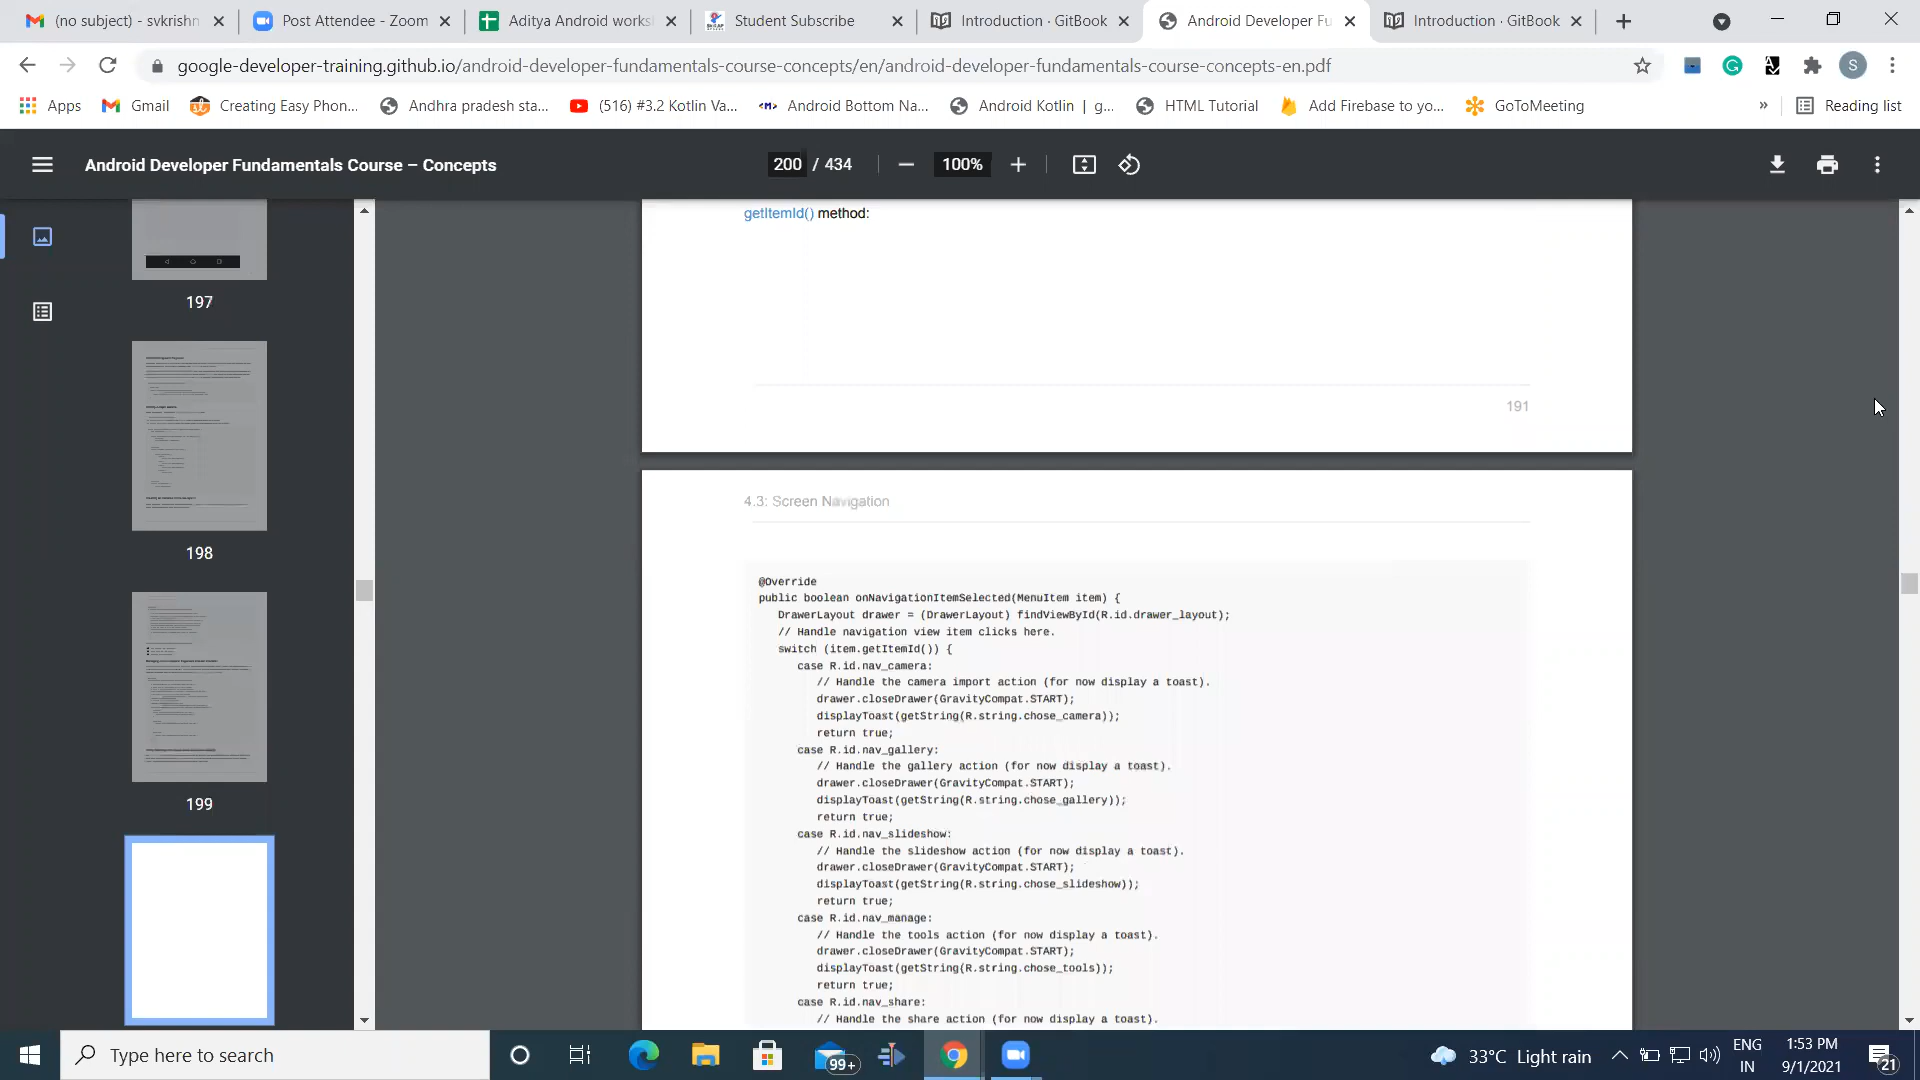 (no subject) - svkrishn
Post Attendee - Zoom
Aditya Android works
Student Subscribe
Introduction · GitBook
Android Developer Fu
Introduction · GitBook
google-developer-training.github.io/android-developer-fundamentals-course-concepts/en/android-developer-fundamentals-course-concepts-en.pdf
S
Apps
Gmail
Creating Easy Phon...
Andhra pradesh sta...
(516) #3.2 Kotlin Va...
Android Bottom Na...
Android Kotlin | g...
HTML Tutorial
Add Firebase to yo...
GoToMeeting
»
Reading list
Android Developer Fundamentals Course – Concepts
200 / 434
100%
197
198
199
getItemId() method:
191
4.3: Screen Navigation
@Override
public boolean onNavigationItemSelected(MenuItem item) {
DrawerLayout drawer = (DrawerLayout) findViewById(R.id.drawer_layout);
// Handle navigation view item clicks here.
switch (item.getItemId()) {
case R.id.nav_camera:
// Handle the camera import action (for now display a toast).
drawer.closeDrawer(GravityCompat.START);
displayToast(getString(R.string.chose_camera));
return true;
case R.id.nav_gallery:
// Handle the gallery action (for now display a toast).
drawer.closeDrawer(GravityCompat.START);
displayToast(getString(R.string.chose_gallery));
return true;
case R.id.nav_slideshow:
// Handle the slideshow action (for now display a toast).
drawer.closeDrawer(GravityCompat.START);
displayToast(getString(R.string.chose_slideshow));
return true;
case R.id.nav_manage:
// Handle the tools action (for now display a toast).
drawer.closeDrawer(GravityCompat.START);
displayToast(getString(R.string.chose_tools));
return true;
case R.id.nav_share:
// Handle the share action (for now display a toast).
Type here to search
99+
33°C Light rain
ENG
IN
1:53 PM
9/1/2021
21